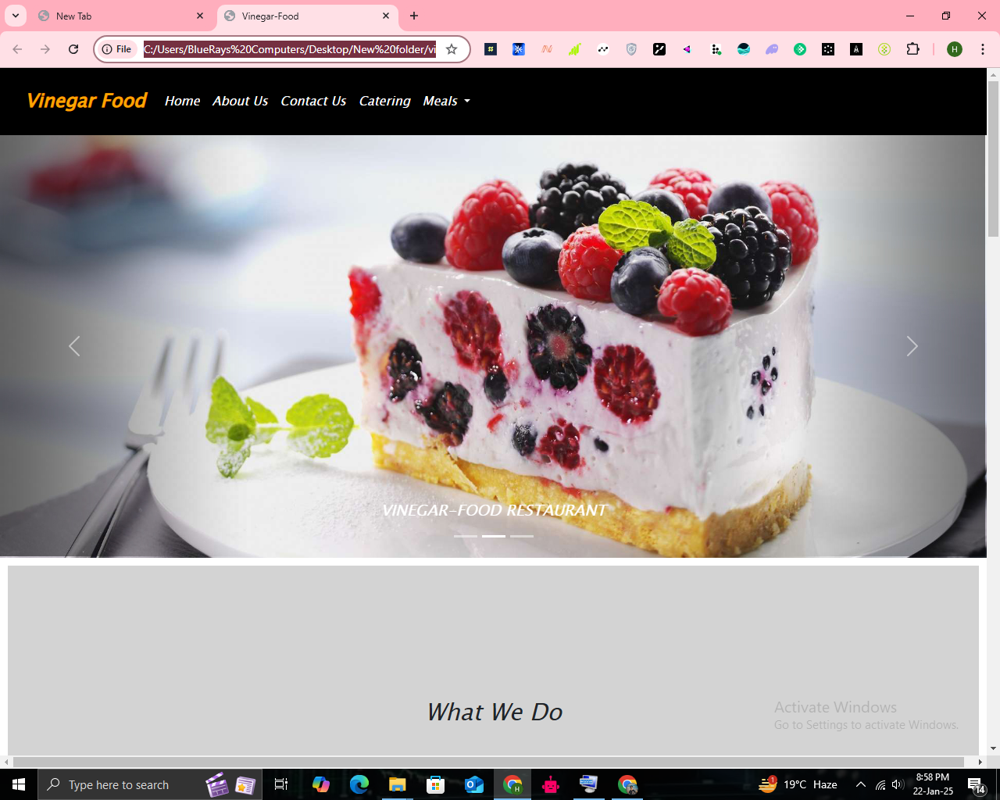 New Tab
Vinegar-Food
File
C:/Users/BlueRays%20Computers/Desktop/New%20folder/vi
H
Vinegar Food
Home
About Us
Contact Us
Catering
Meals
VINEGAR-FOOD RESTAURANT
What We Do
Activate Windows
Go to Settings to activate Windows.
Type here to search
H
1
19°C Haze
8:58 PM
22-Jan-25
14